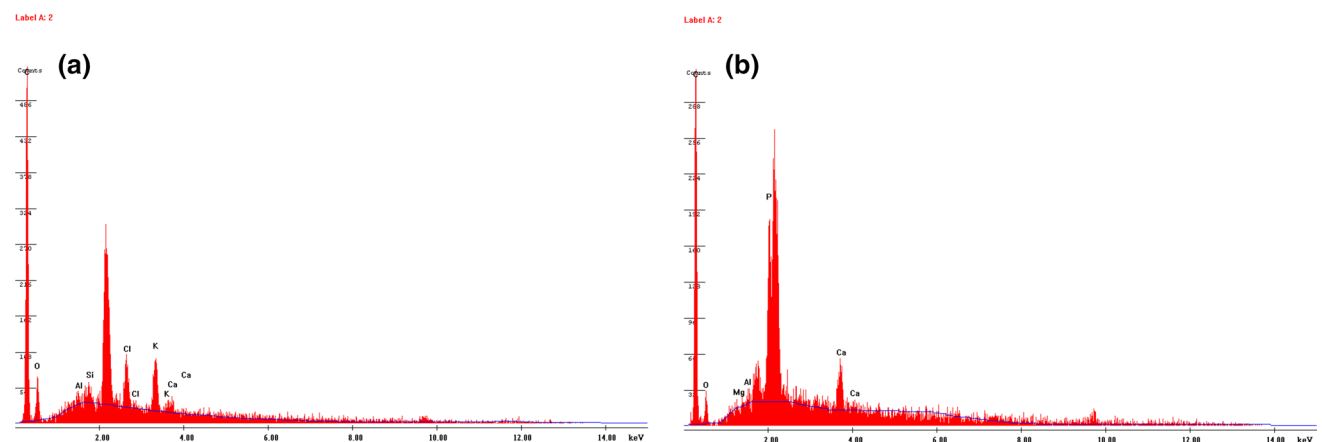 Label A: 2
(a)
Counts
C
486
432
378
324
270
216
162
108
54
O
Al
Si
Cl
Cl
K
K
Ca
Ca
2.00 4.00 6.00 8.00 10.00 12.00 14.00 keV
Label A: 2
(b)
Counts
C
288
256
224
192
160
128
96
64
32
O
Mg
Al
P
Ca
Ca
2.00 4.00 6.00 8.00 10.00 12.00 14.00 keV